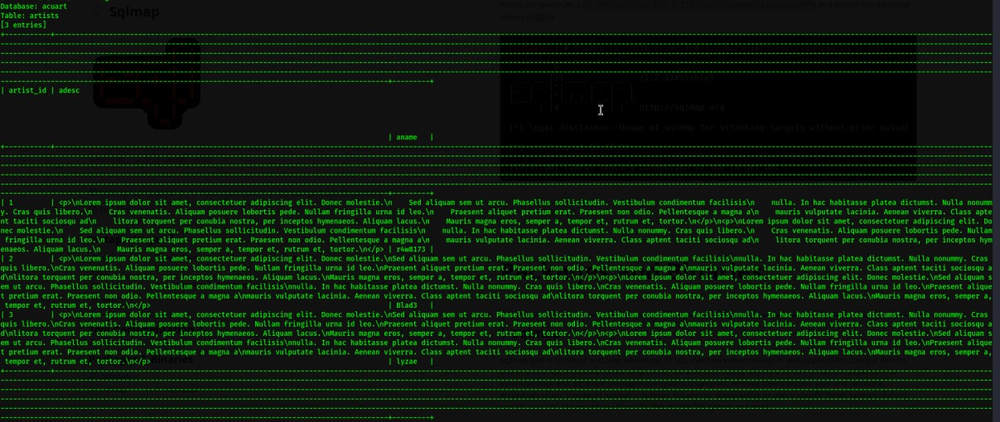 Database: acuart
Table: artists
[3 entries]
| artist_id | adesc
| aname |
| 1 | <p>\nLorem ipsum dolor sit amet, consectetuer adipiscing elit. Donec molestie.\n Sed aliquam sem ut arcu. Phasellus sollicitudin. Vestibulum condimentum facilisis\n nulla. In hac habitasse platea dictumst. Nulla nonumm
y. Cras quis libero.\n Cras venenatis. Aliquam posuere lobortis pede. Nullam fringilla urna id leo.\n Praesent aliquet pretium erat. Praesent non odio. Pellentesque a magna a\n mauris vulputate lacinia. Aenean viverra. Class apte
nt taciti sociosqu ad\n litora torquent per conubia nostra, per inceptos hymenaeos. Aliquam lacus.\n Mauris magna eros, semper a, tempor et, rutrum et, tortor.\n</p>\n<p>\nLorem ipsum dolor sit amet, consectetuer adipiscing elit. Do
nec molestie.\n Sed aliquam sem ut arcu. Phasellus sollicitudin. Vestibulum condimentum facilisis\n nulla. In hac habitasse platea dictumst. Nulla nonummy. Cras quis libero.\n Cras venenatis. Aliquam posuere lobortis pede. Nullam
fringilla urna id leo.\n Praesent aliquet pretium erat. Praesent non odio. Pellentesque a magna a\n mauris vulputate lacinia. Aenean viverra. Class aptent taciti sociosqu ad\n litora torquent per conubia nostra, per inceptos hym
enaeos. Aliquam lacus.\n Mauris magna eros, semper a, tempor et, rutrum et, tortor.\n</p> | r4w8173 |
| 2 | <p>\nLorem ipsum dolor sit amet, consectetuer adipiscing elit. Donec molestie.\nSed aliquam sem ut arcu. Phasellus sollicitudin. Vestibulum condimentum facilisis\nnulla. In hac habitasse platea dictumst. Nulla nonummy. Cras
quis libero.\nCras venenatis. Aliquam posuere lobortis pede. Nullam fringilla urna id leo.\nPraesent aliquet pretium erat. Praesent non odio. Pellentesque a magna a\nmauris vulputate lacinia. Aenean viverra. Class aptent taciti sociosqu a
d\nlitora torquent per conubia nostra, per inceptos hymenaeos. Aliquam lacus.\nMauris magna eros, semper a, tempor et, rutrum et, tortor.\n</p>\n<p>\nLorem ipsum dolor sit amet, consectetuer adipiscing elit. Donec molestie.\nSed aliquam s
em ut arcu. Phasellus sollicitudin. Vestibulum condimentum facilisis\nnulla. In hac habitasse platea dictumst. Nulla nonummy. Cras quis libero.\nCras venenatis. Aliquam posuere lobortis pede. Nullam fringilla urna id leo.\nPraesent alique
t pretium erat. Praesent non odio. Pellentesque a magna a\nmauris vulputate lacinia. Aenean viverra. Class aptent taciti sociosqu ad\nlitora torquent per conubia nostra, per inceptos hymenaeos. Aliquam lacus.\nMauris magna eros, semper a,
tempor et, rutrum et, tortor.\n</p> | Blad3 |
| 3 | <p>\nLorem ipsum dolor sit amet, consectetuer adipiscing elit. Donec molestie.\nSed aliquam sem ut arcu. Phasellus sollicitudin. Vestibulum condimentum facilisis\nnulla. In hac habitasse platea dictumst. Nulla nonummy. Cras
quis libero.\nCras venenatis. Aliquam posuere lobortis pede. Nullam fringilla urna id leo.\nPraesent aliquet pretium erat. Praesent non odio. Pellentesque a magna a\nmauris vulputate lacinia. Aenean viverra. Class aptent taciti sociosqu a
d\nlitora torquent per conubia nostra, per inceptos hymenaeos. Aliquam lacus.\nMauris magna eros, semper a, tempor et, rutrum et, tortor.\n</p>\n<p>\nLorem ipsum dolor sit amet, consectetuer adipiscing elit. Donec molestie.\nSed aliquam s
em ut arcu. Phasellus sollicitudin. Vestibulum condimentum facilisis\nnulla. In hac habitasse platea dictumst. Nulla nonummy. Cras quis libero.\nCras venenatis. Aliquam posuere lobortis pede. Nullam fringilla urna id leo.\nPraesent alique
t pretium erat. Praesent non odio. Pellentesque a magna a\nmauris vulputate lacinia. Aenean viverra. Class aptent taciti sociosqu ad\nlitora torquent per conubia nostra, per inceptos hymenaeos. Aliquam lacus.\nMauris magna eros, semper a,
tempor et, rutrum et, tortor.\n</p> | lyzae |
Sqlmap
http://sqlmap.org
[!] legal disclaimer: Usage of sqlmap for attacking targets without prior mutual